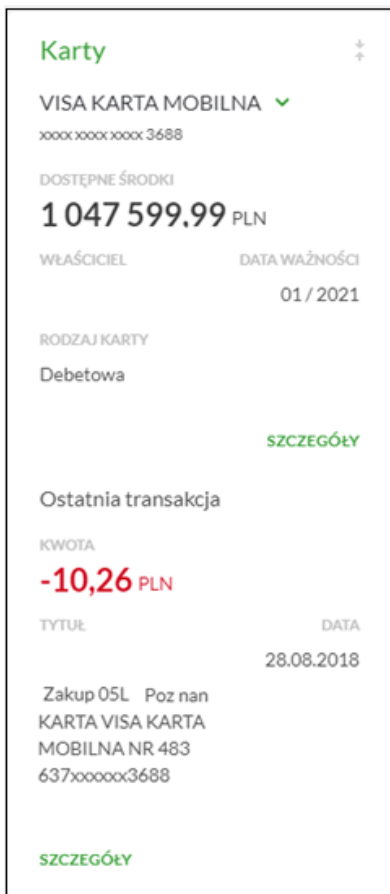 Karty
VISA KARTA MOBILNA
xxxx xxxx xxxx 3688
DOSTĘPNE ŚRODKI
1 047 599,99 PLN
WŁAŚCICIEL DATA WAŻNOŚCI
01 / 2021
RODZAJ KARTY
Debetowa
SZCZEGÓŁY
Ostatnia transakcja
KWOTA
-10,26 PLN
TYTUŁ DATA
28.08.2018
Zakup 05L Poz nan
KARTA VISA KARTA
MOBILNA NR 483
637xxxxxx3688
SZCZEGÓŁY